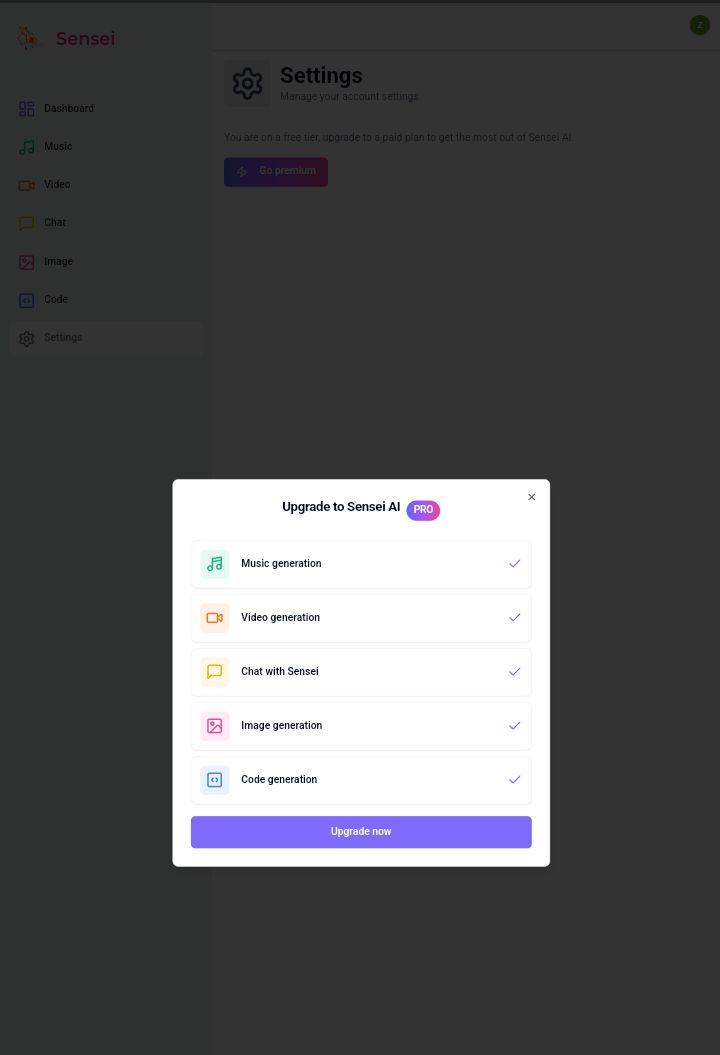 Sensei
Z
Dashboard
Music
Video
Chat
Image
Code
Settings
Settings
Manage your account settings.
You are on a free tier, upgrade to a paid plan to get the most out of Sensei AI.
Go premium
Upgrade to Sensei AI PRO
Music generation
Video generation
Chat with Sensei
Image generation
Code generation
Upgrade now